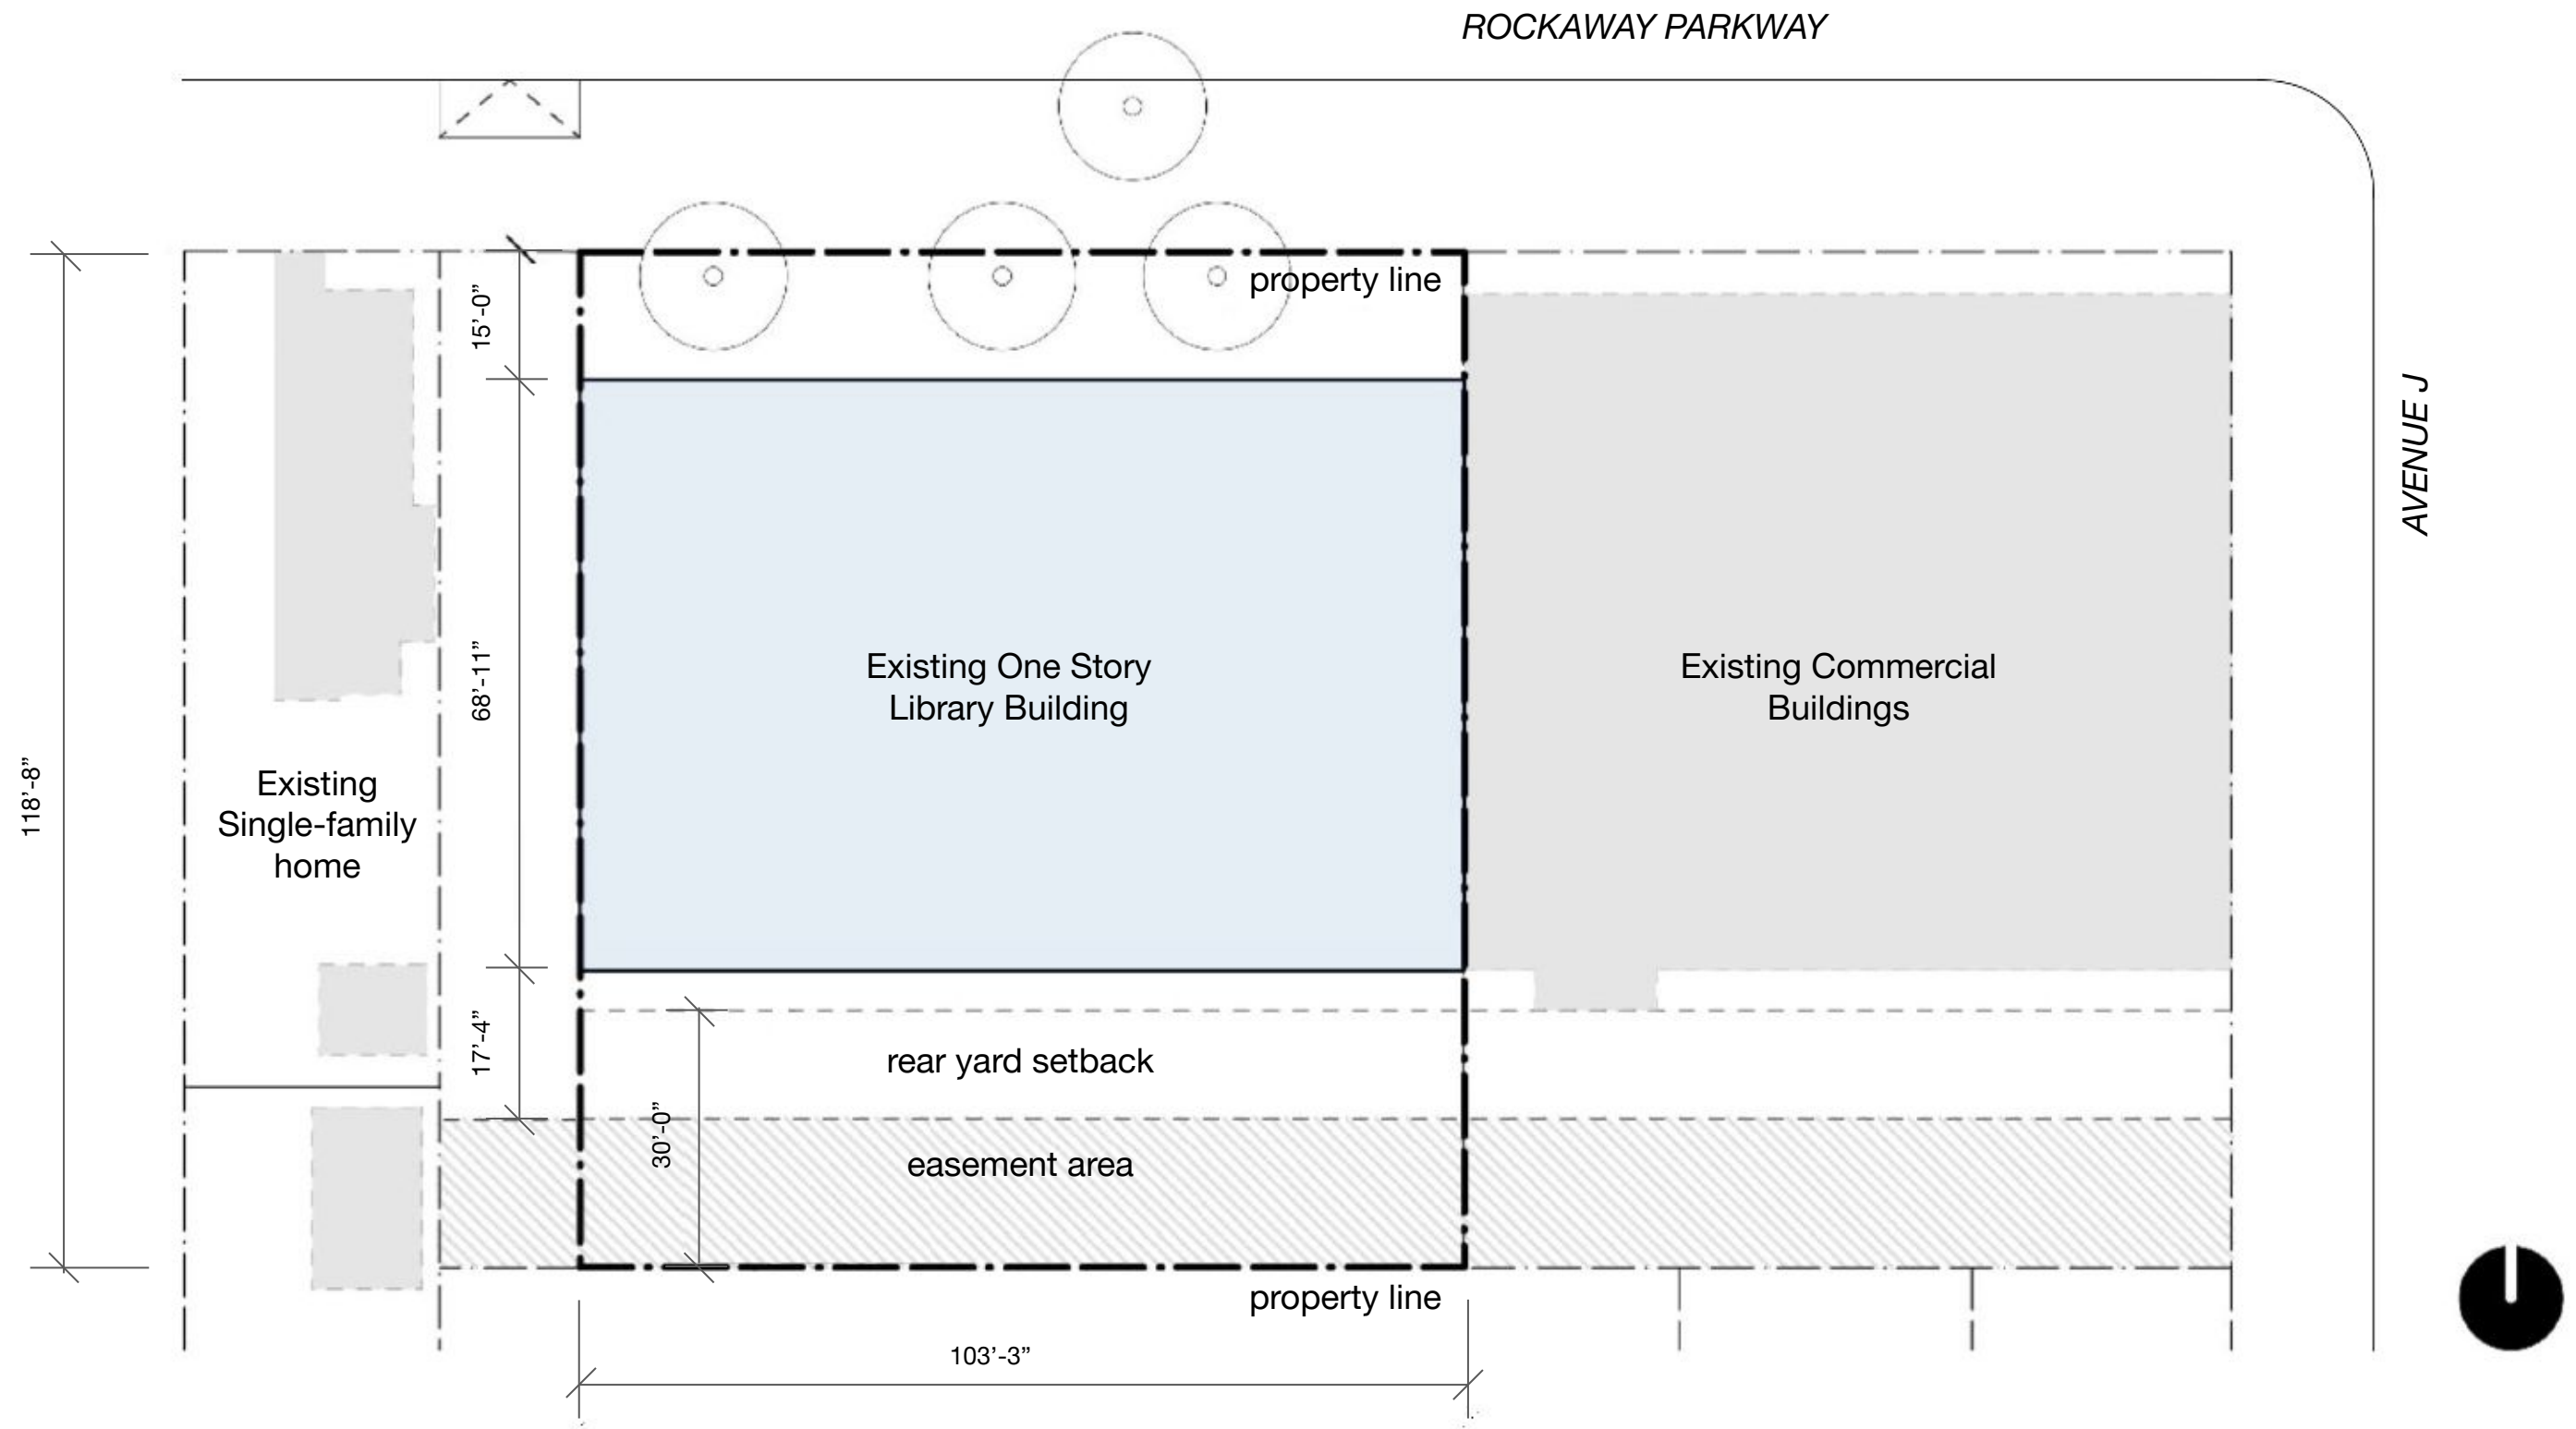 ROCKAWAY PARKWAY
property line
15’-0”
AVENUE J
Existing One Story
Library Building
Existing Commercial
Buildings
68’-11”
118’-8”
Existing
Single-family
home
17’-4”
rear yard setback
30’-0”
easement area
property line
103’-3”